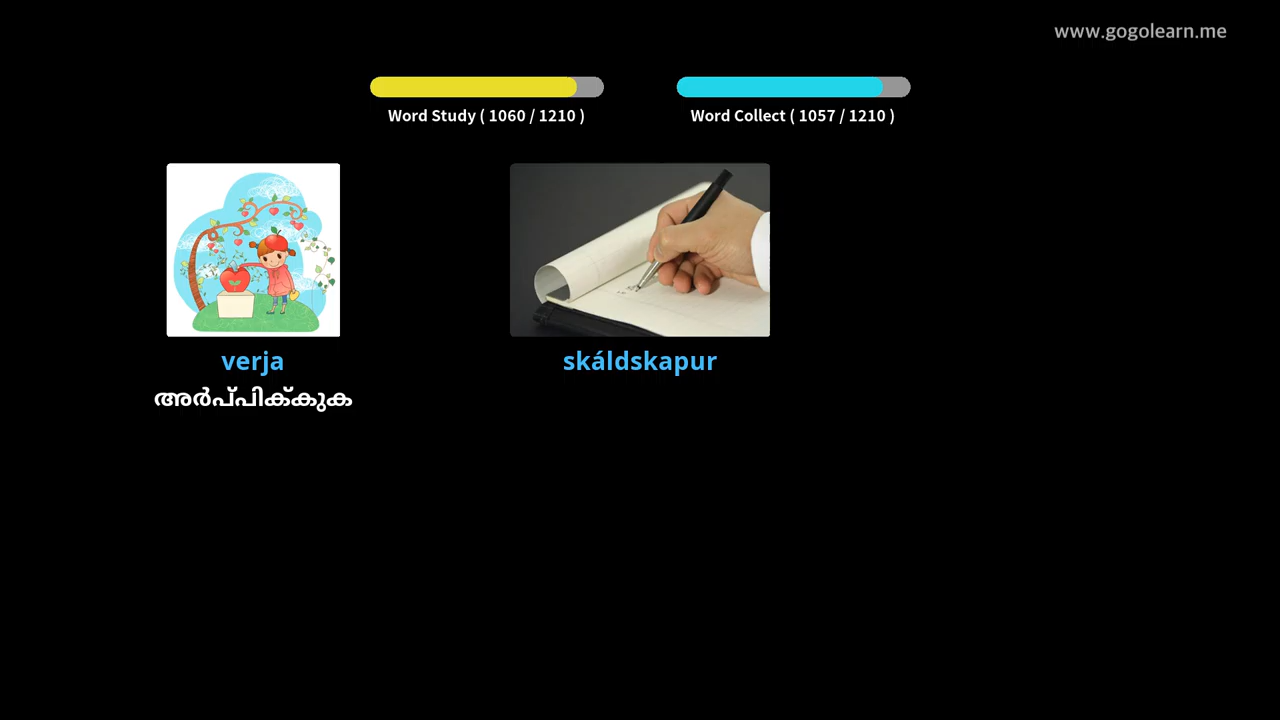 www.gogolearn.me
Word Study ( 1060 / 1210 )
Word Collect ( 1057 / 1210 )
verja
അർപ്പിക്കുക
skáldskapur